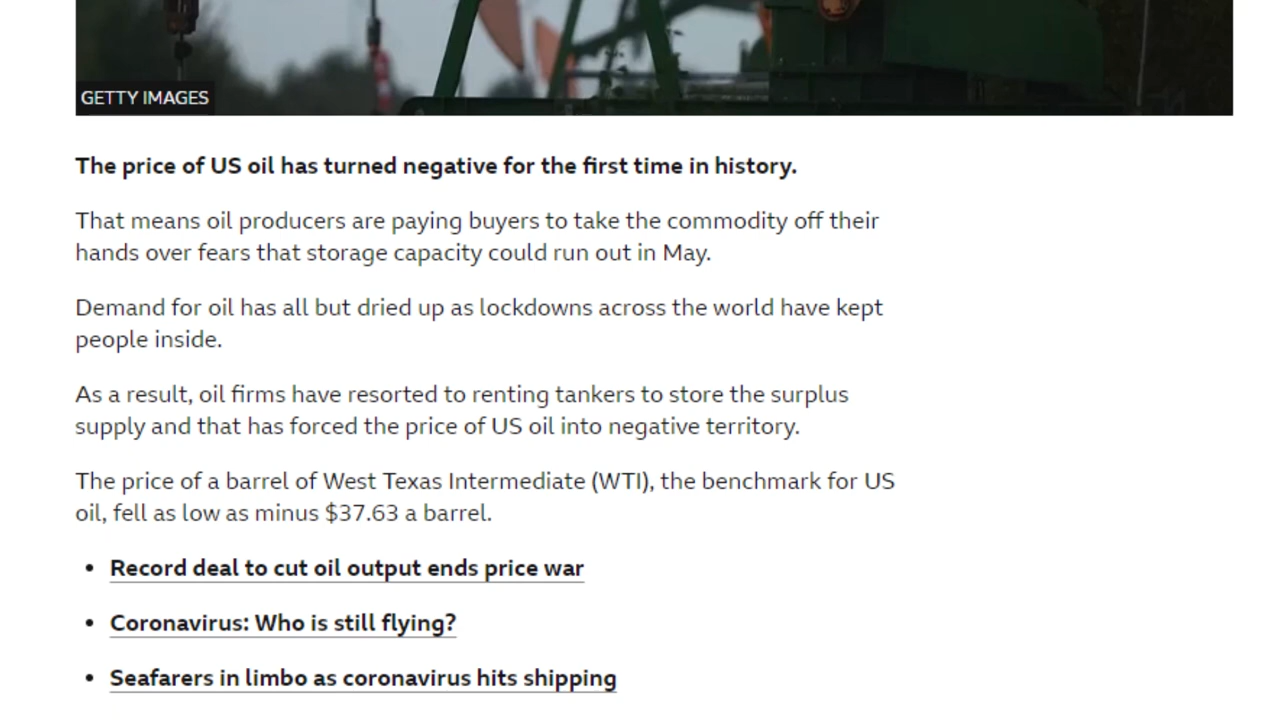 GETTY IMAGES
The price of US oil has turned negative for the first time in history.
That means oil producers are paying buyers to take the commodity off their
hands over fears that storage capacity could run out in May.
Demand for oil has all but dried up as lockdowns across the world have kept
people inside.
As a result, oil firms have resorted to renting tankers to store the surplus
supply and that has forced the price of US oil into negative territory.
The price of a barrel of West Texas Intermediate (WTI), the benchmark for US
oil, fell as low as minus $37.63 a barrel.
• Record deal to cut oil output ends price war
• Coronavirus: Who is still flying?
• Seafarers in limbo as coronavirus hits shipping